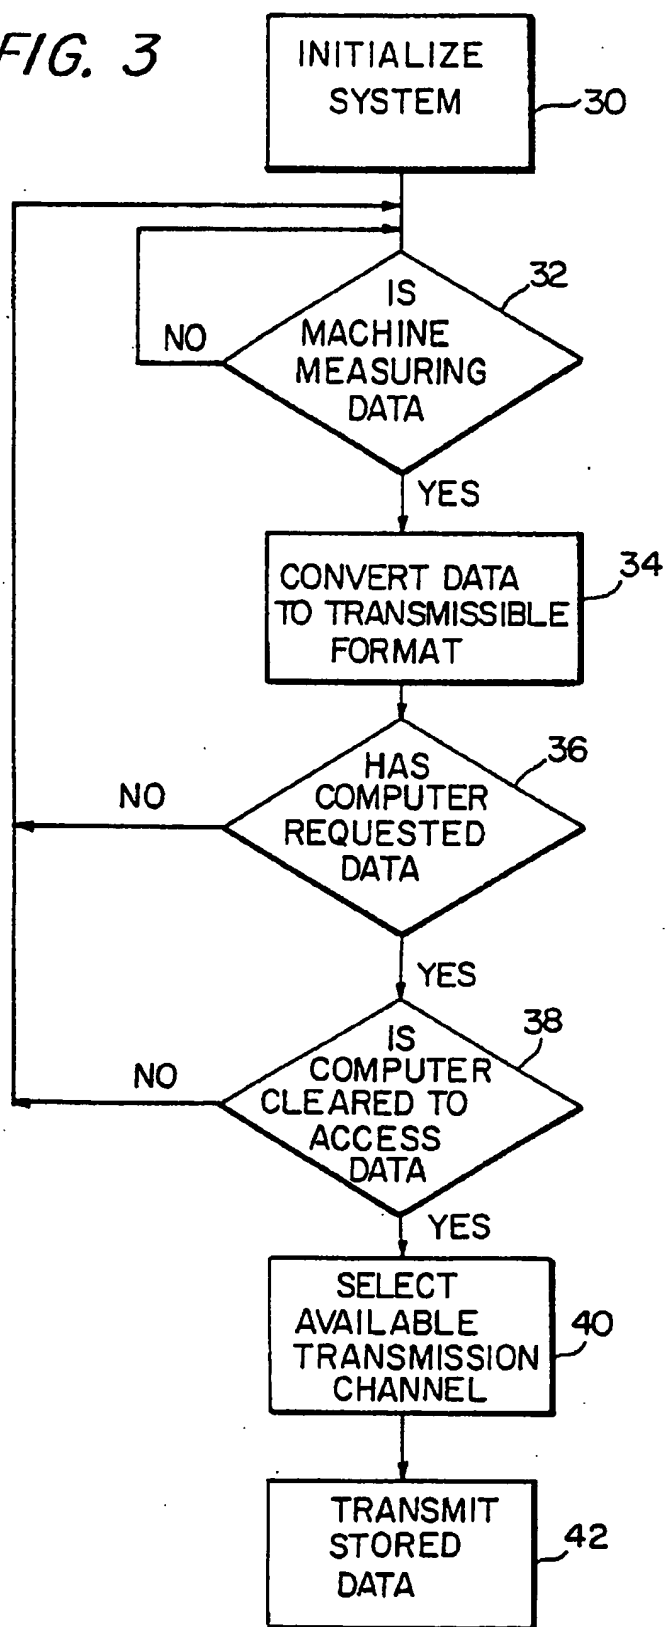 FIG. 3
INITIALIZE
SYSTEM
30
32
IS
MACHINE
MEASURING
DATA
NO
YES
34
CONVERT DATA
TO TRANSMISSIBLE
FORMAT
36
HAS
COMPUTER
REQUESTED
DATA
NO
YES
38
IS
COMPUTER
CLEARED TO
ACCESS
DATA
NO
YES
SELECT
AVAILABLE
TRANSMISSION
CHANNEL
40
TRANSMIT
STORED
DATA
42